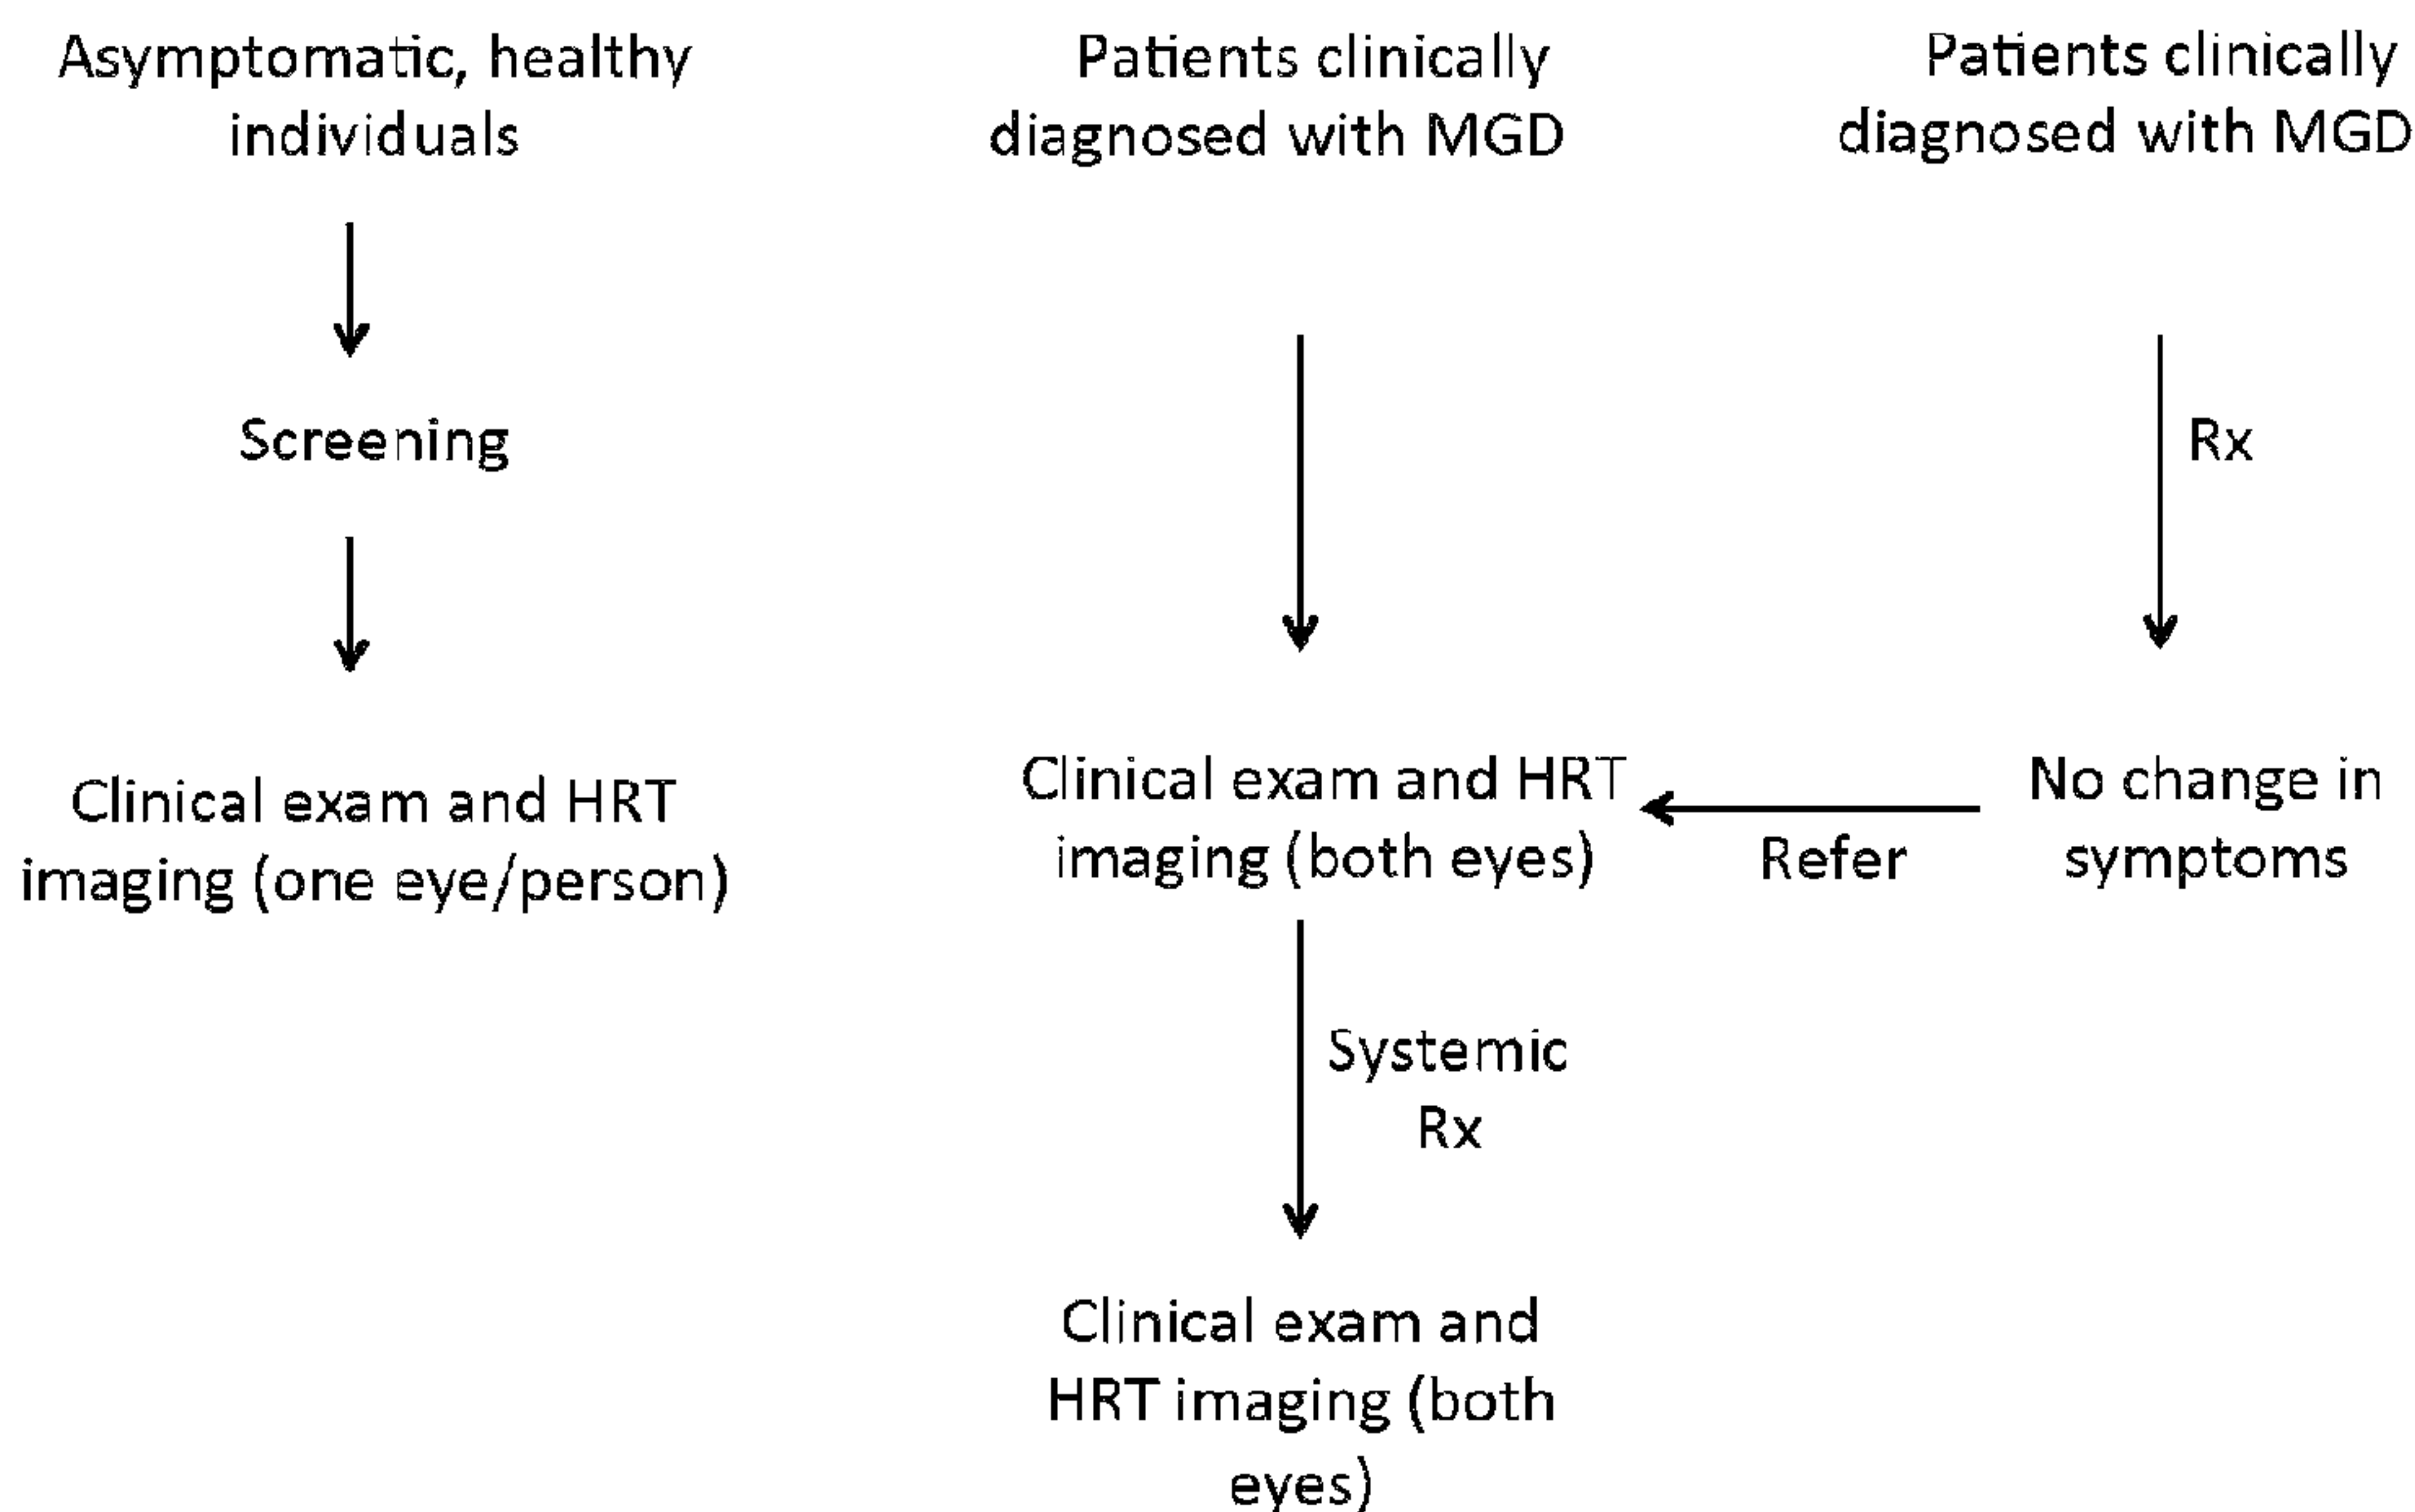 Asymptomatic, healthy
individuals
Screening
Clinical exam and HRT
imaging (one eye/person)
Patients clinically
diagnosed with MGD
Clinical exam and HRT
imaging (both eyes)
Systemic
Rx
Clinical exam and
HRT imaging (both
eyes)
Patients clinically
diagnosed with MGD
Rx
No change in
symptoms
Refer